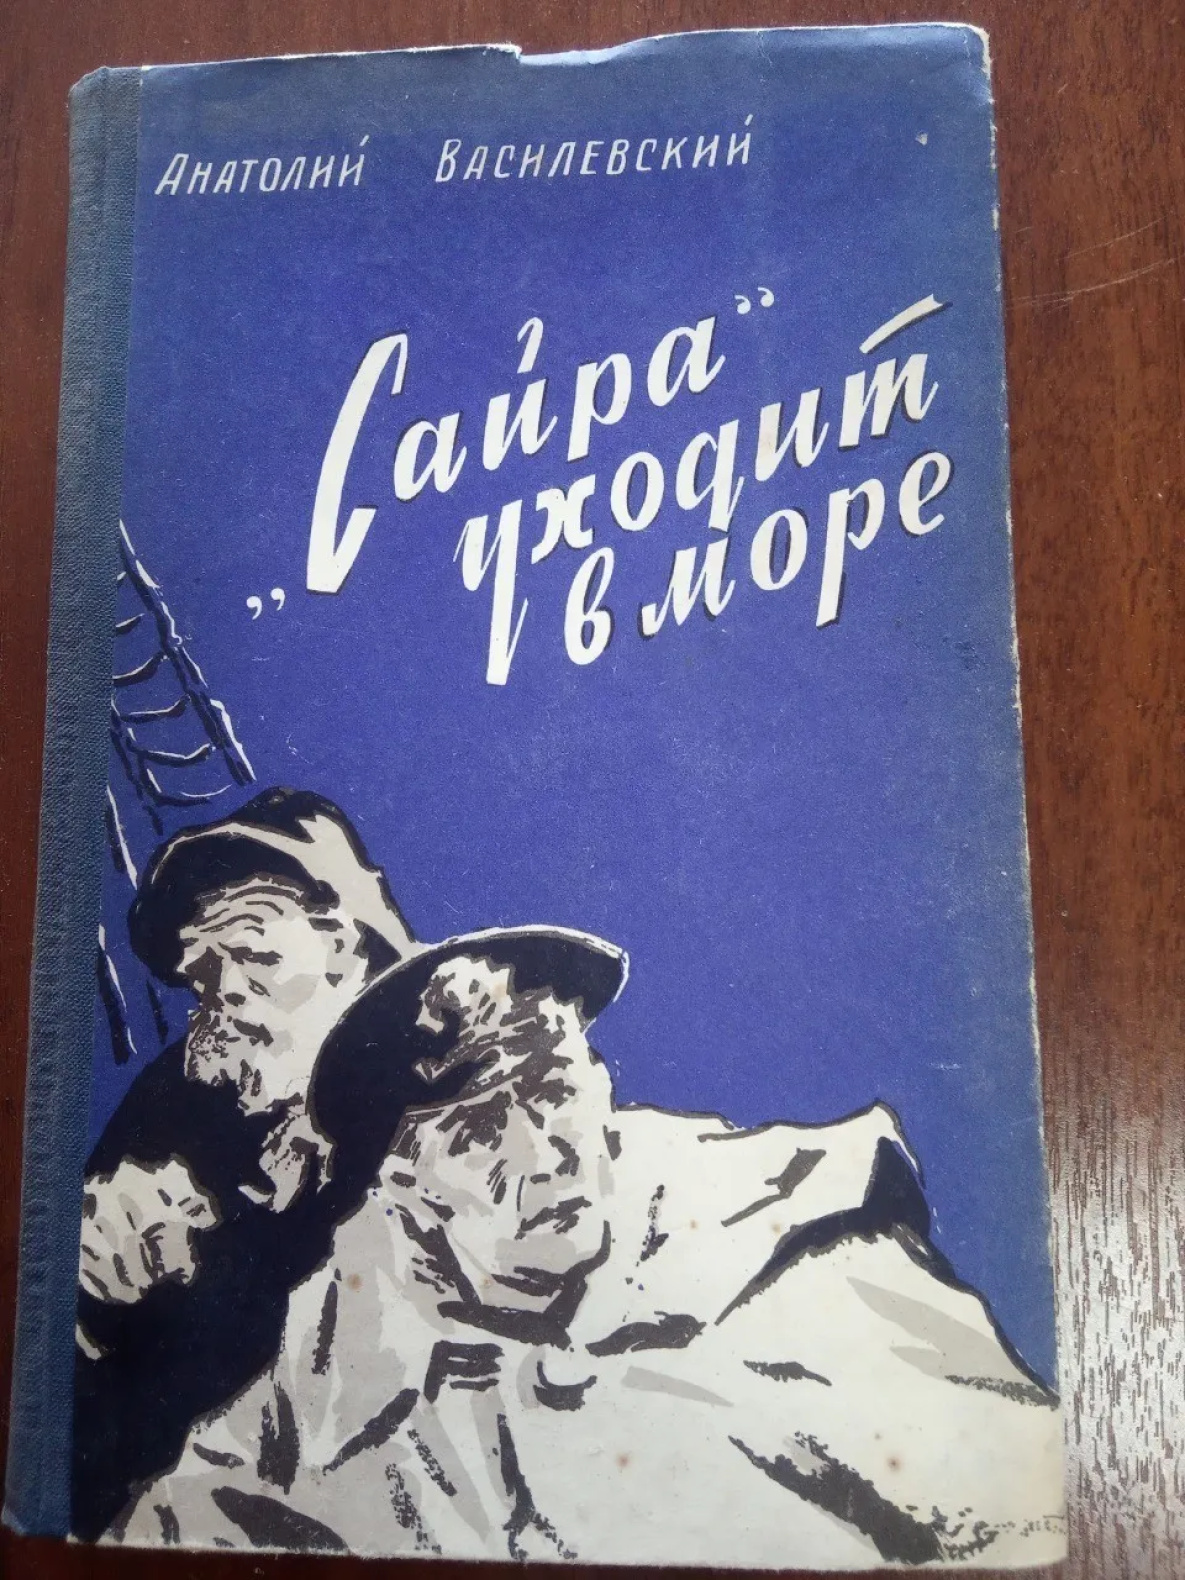 Анатолий Василевский
„Сайра”
уходит
в море